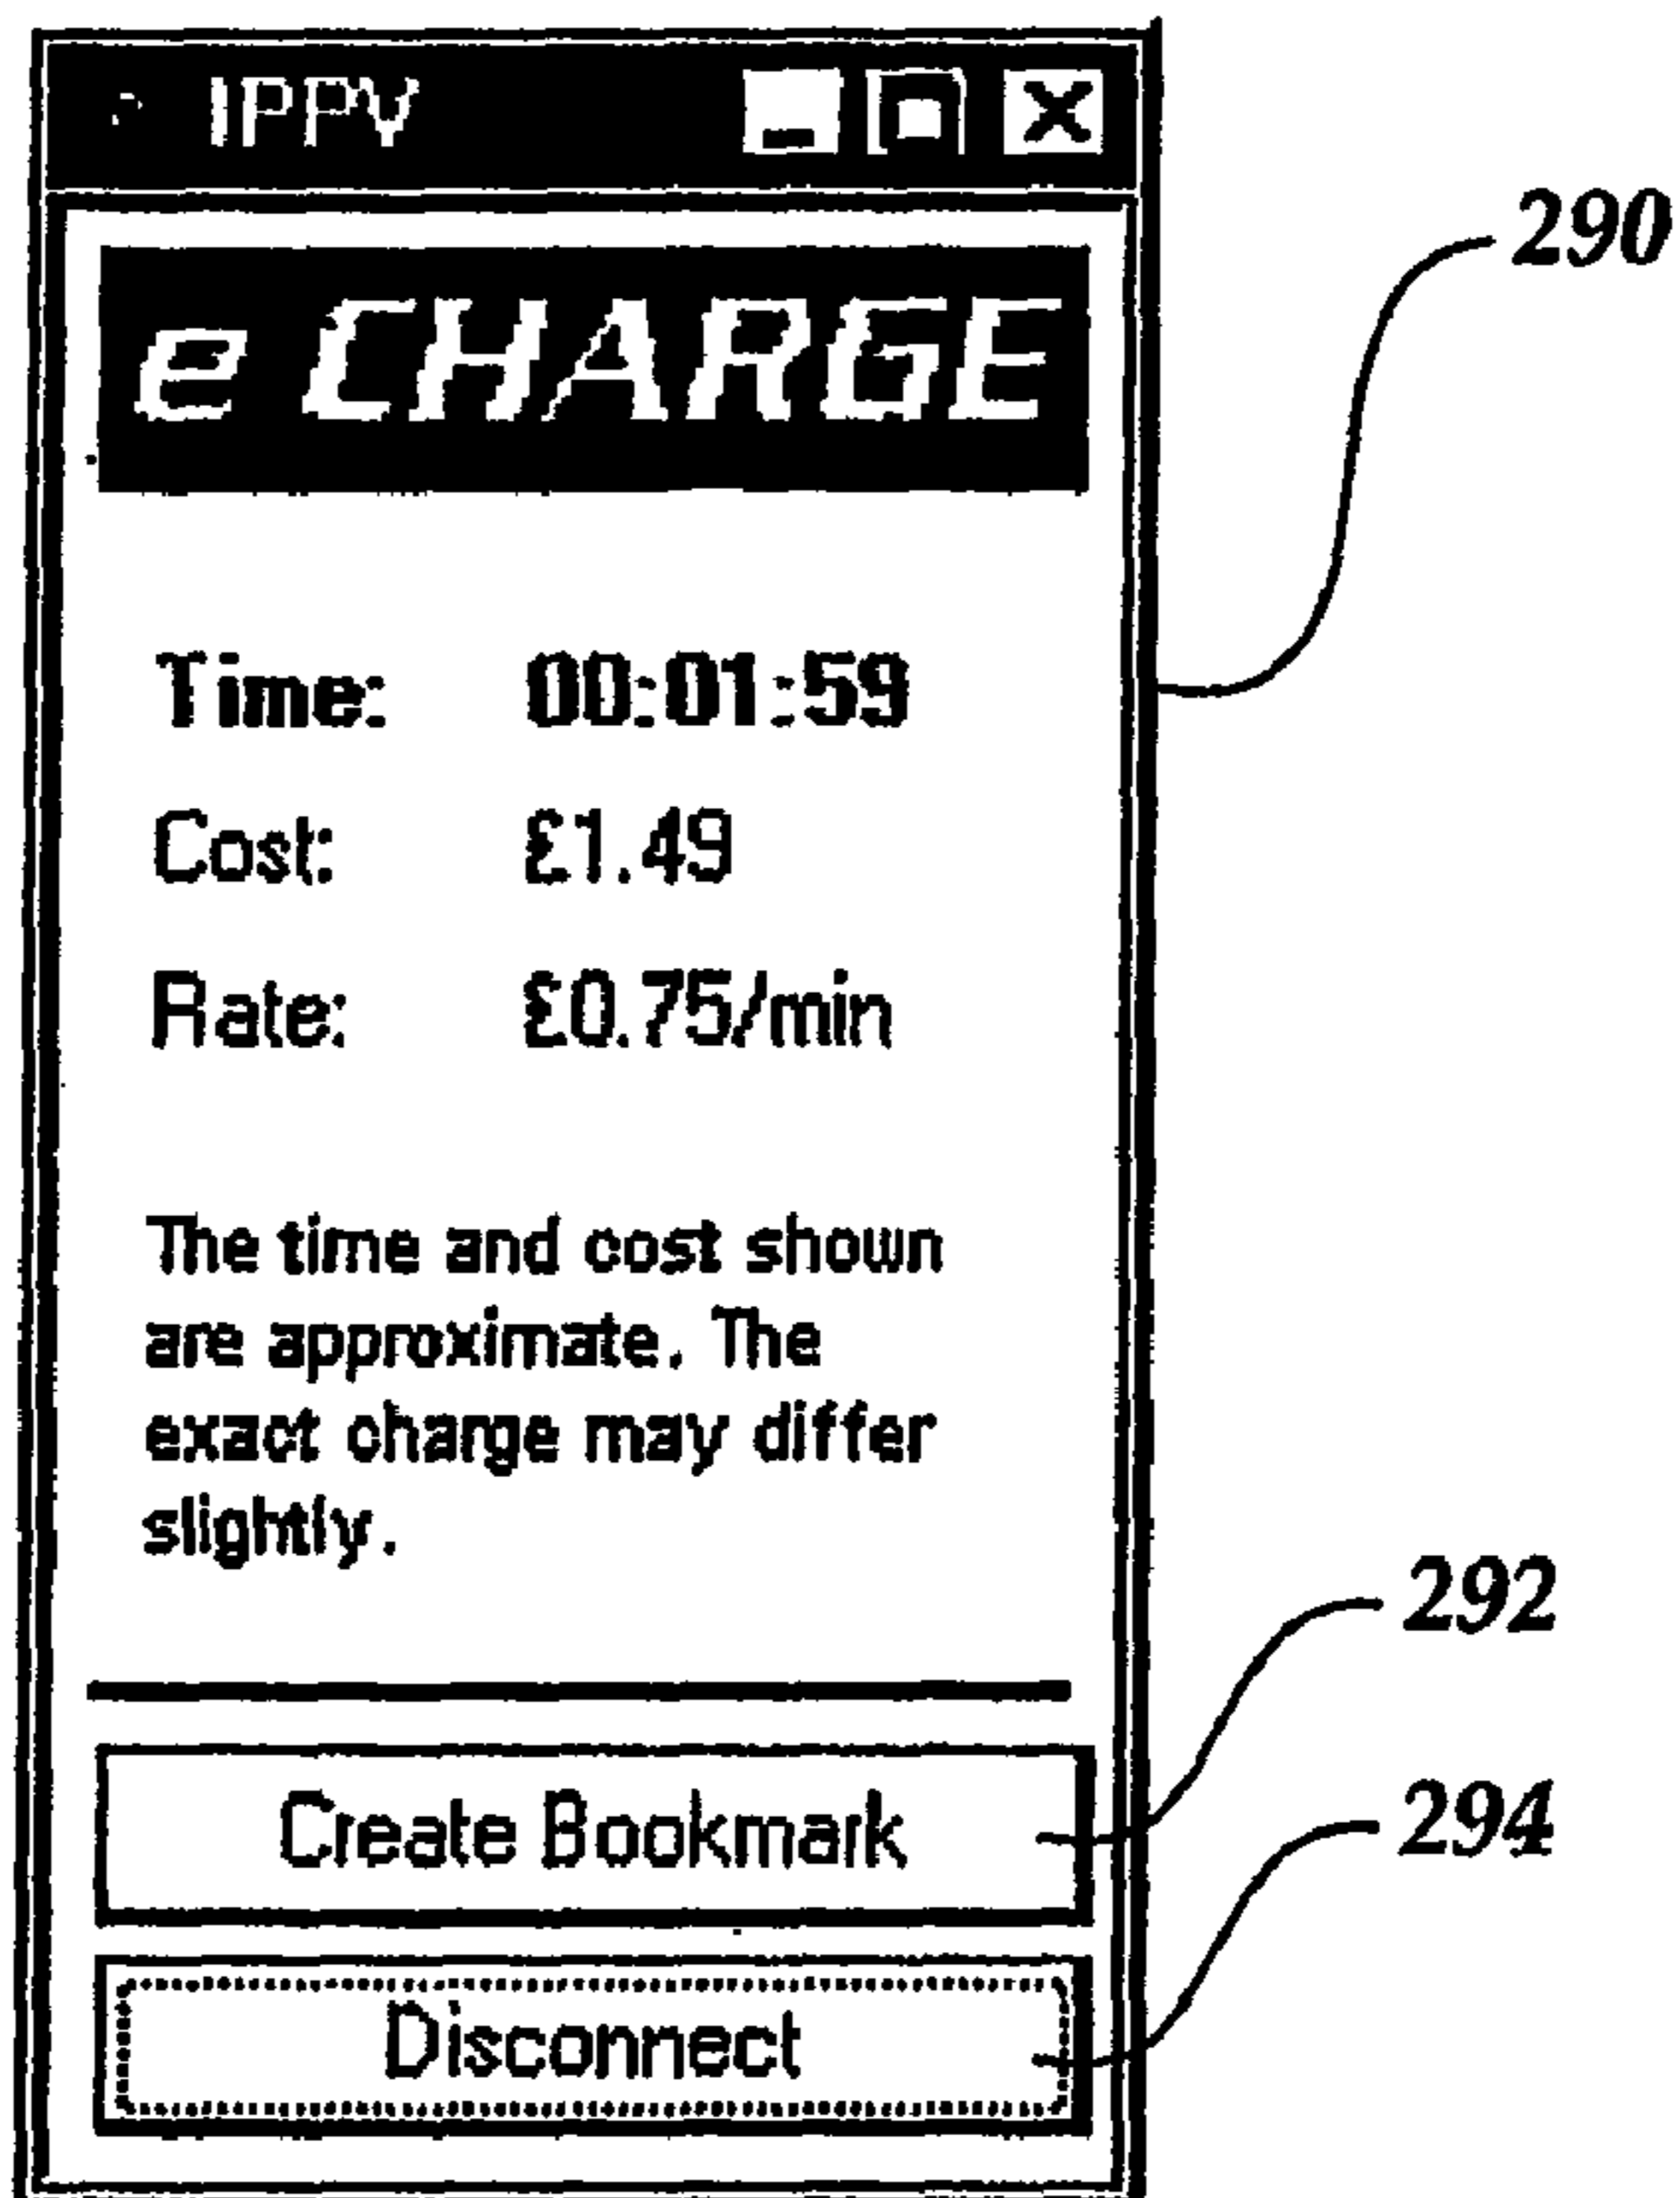 IPPV
290
e CHARGE
Time: 00:01:59
Cost: £1.49
Rate: £0.75/min
The time and cost shown
are approximate. The
exact charge may differ
slightly.
292
Create Bookmark
294
Disconnect